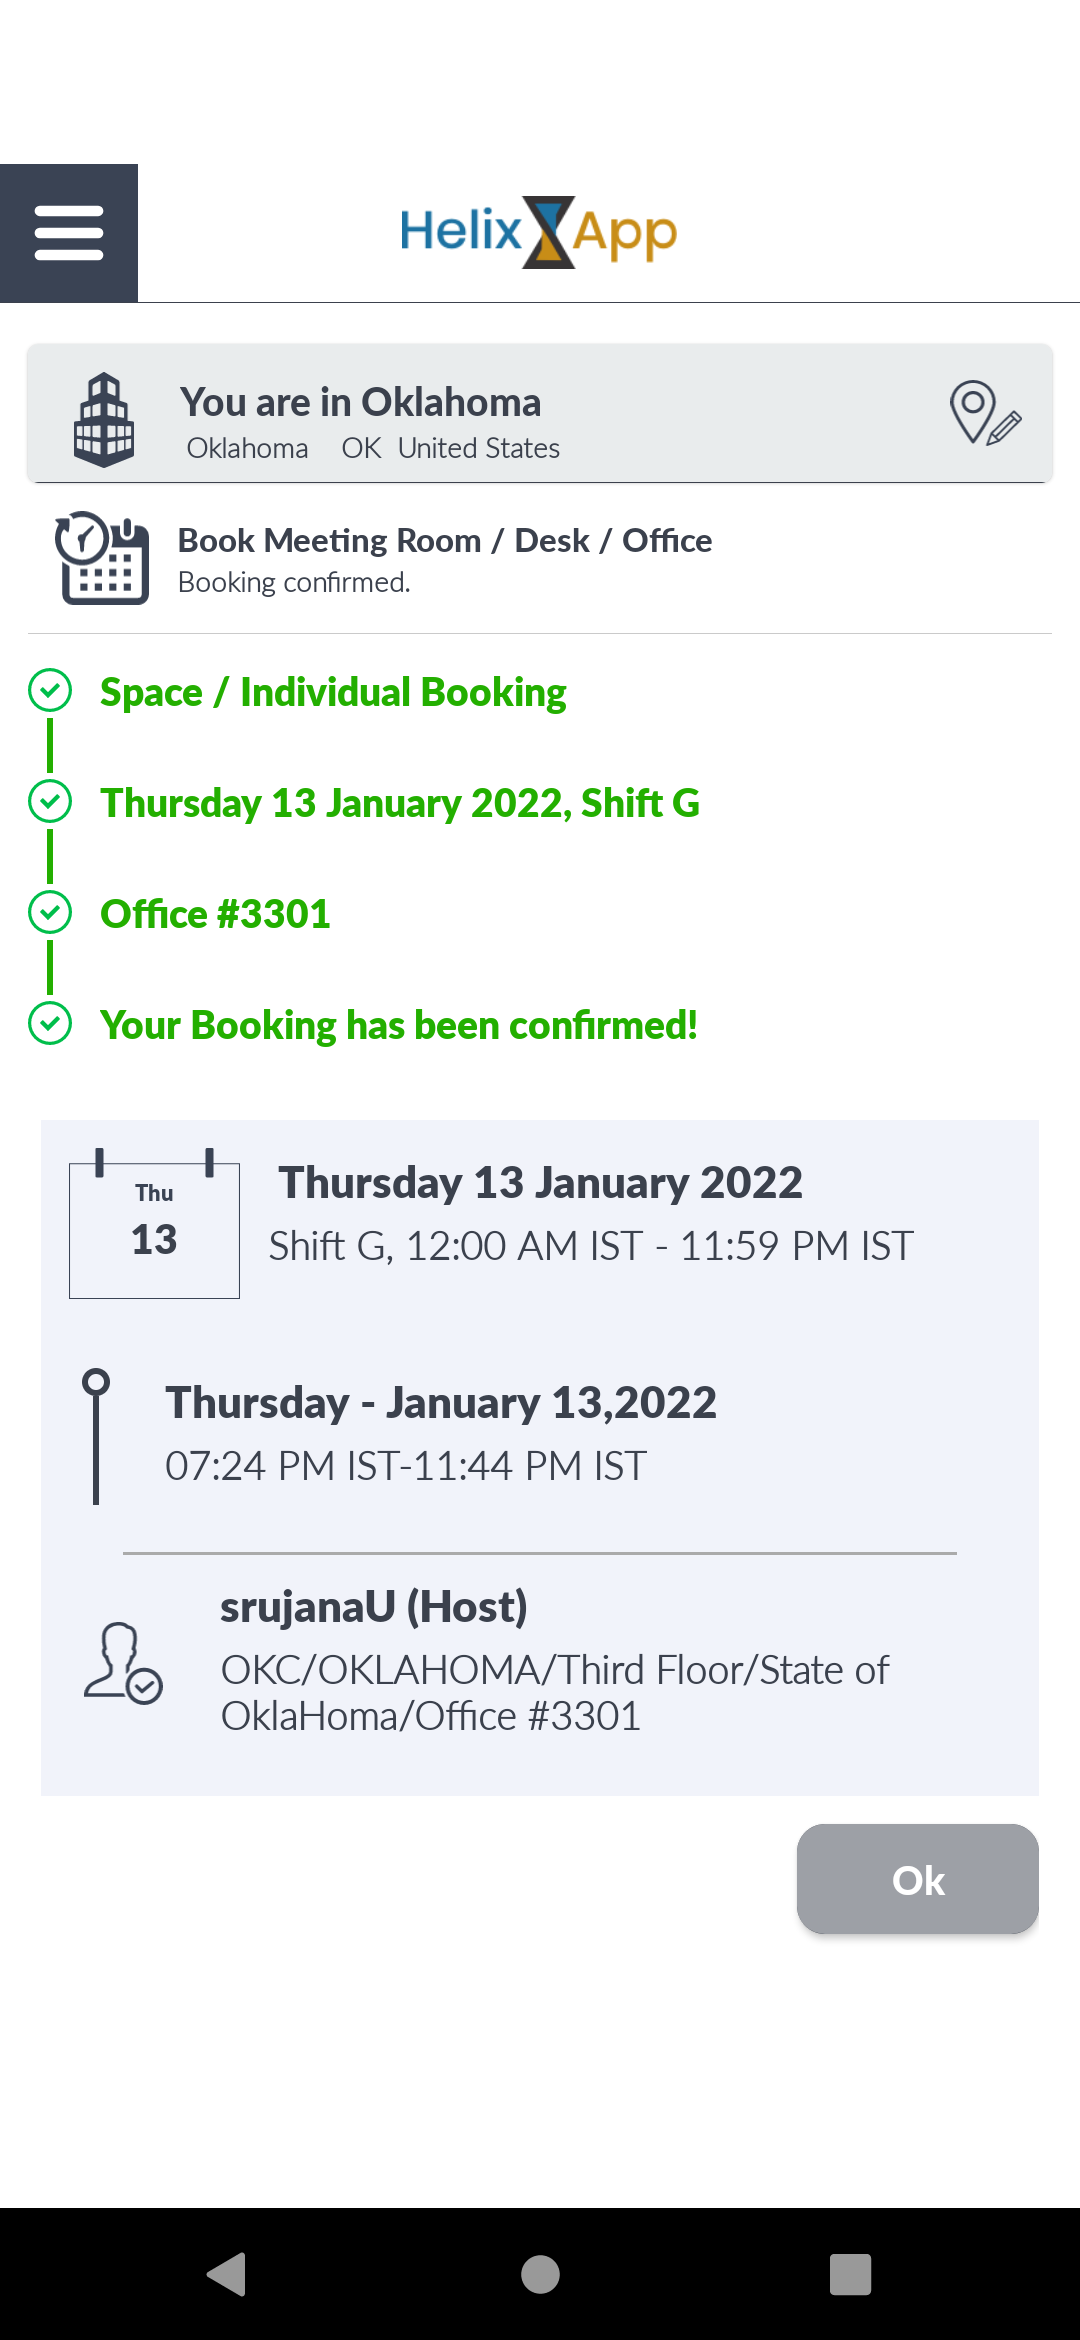 Helix App
You are in Oklahoma
Oklahoma OK United States
Book Meeting Room / Desk / Office
Booking confirmed.
Space / Individual Booking
Thursday 13 January 2022, Shift G
Office #3301
Your Booking has been confirmed!
Thu
13
Thursday 13 January 2022
Shift G, 12:00 AM IST - 11:59 PM IST
Thursday - January 13,2022
07:24 PM IST-11:44 PM IST
srujanaU (Host)
OKC/OKLAHOMA/Third Floor/State of
OklaHoma/Office #3301
Ok